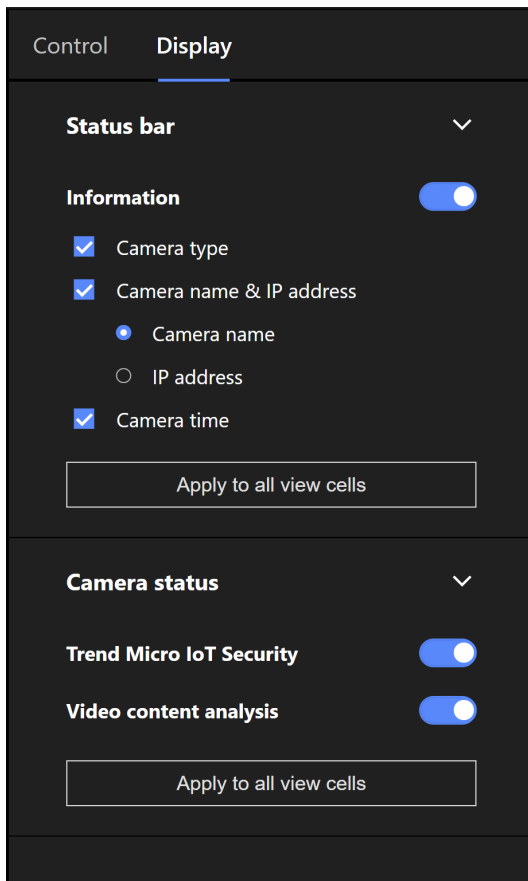 Control Display
Status bar
Information
Camera type
Camera name & IP address
Camera name
IP address
Camera time
Apply to all view cells
Camera status
Trend Micro IoT Security
Video content analysis
Apply to all view cells